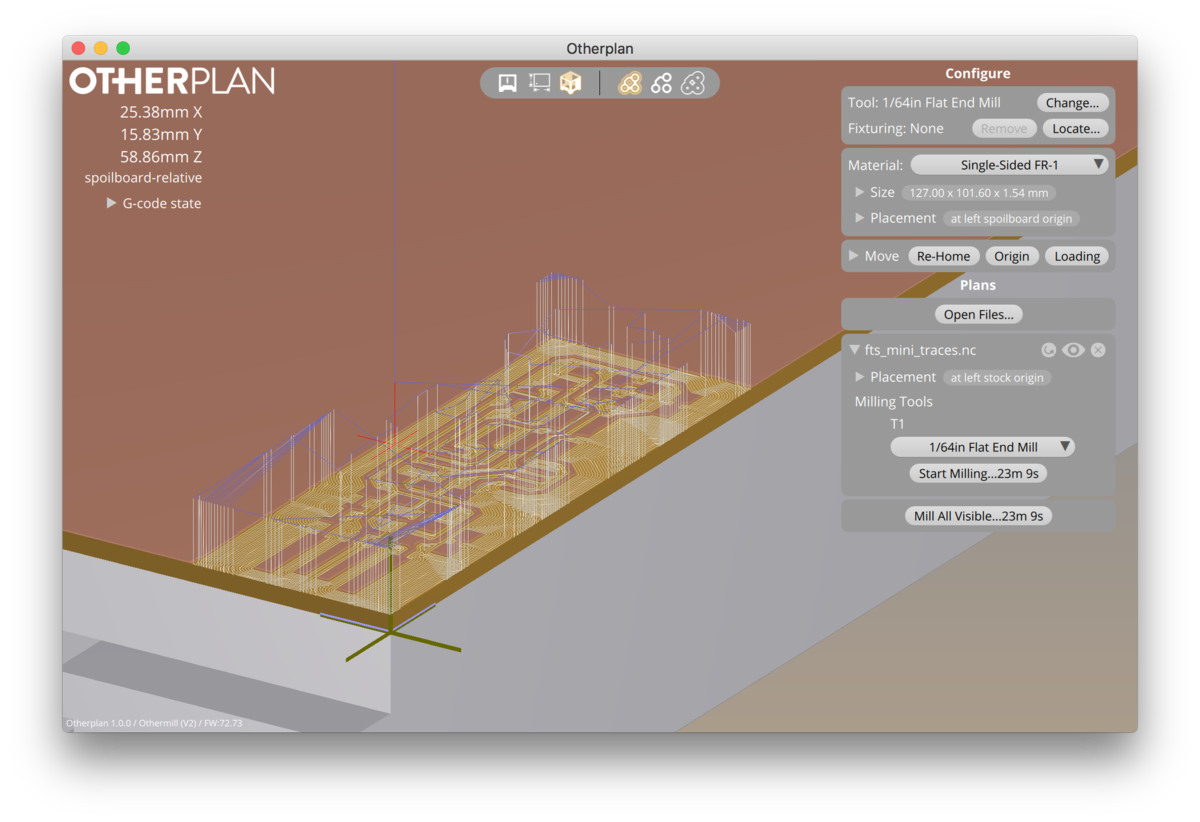 Otherplan
OTHERPLAN
25.38mm X
15.83mm Y
58.86mm Z
spoilboard-relative
G-code state
Configure
Tool: 1/64in Flat End Mill Change...
Fixturing: None Remove Locate...
Material: Single-Sided FR-1
Size 127.00 x 101.60 x 1.54 mm
Placement at left spoilboard origin
Move Re-Home Origin Loading
Plans
Open Files...
fts_mini_traces.nc
Placement at left stock origin
Milling Tools
T1
1/64in Flat End Mill
Start Milling...23m 9s
Mill All Visible...23m 9s
Otherplan 1.0.0 / Othermill (V2) / FW:72.73